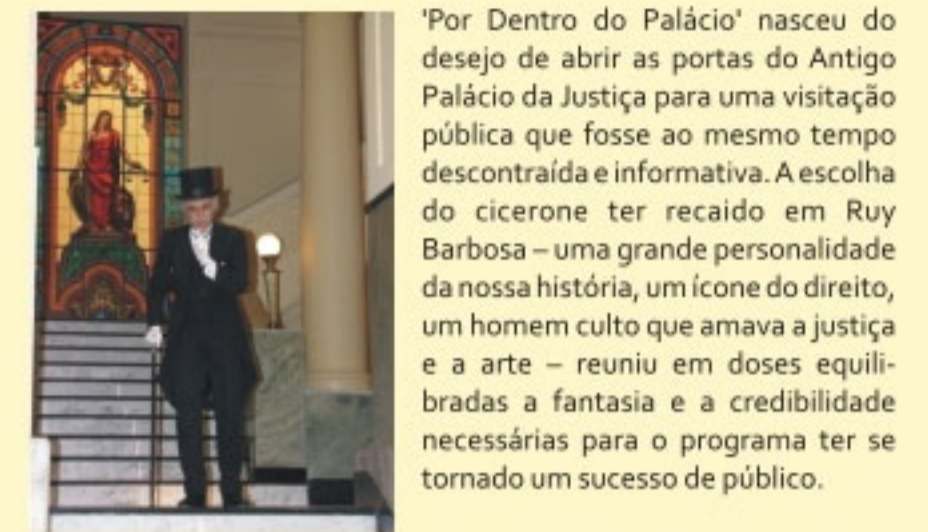 'Por Dentro do Palácio' nasceu do
desejo de abrir as portas do Antigo
Palácio da Justiça para uma visitação
pública que fosse ao mesmo tempo
descontraída e informativa. A escolha
do cicerone ter recaido em Ruy
Barbosa – uma grande personalidade
da nossa história, um ícone do direito,
um homem culto que amava a justiça
e a arte – reuniu em doses equili-
bradas a fantasia e a credibilidade
necessárias para o programa ter se
tornado um sucesso de público.